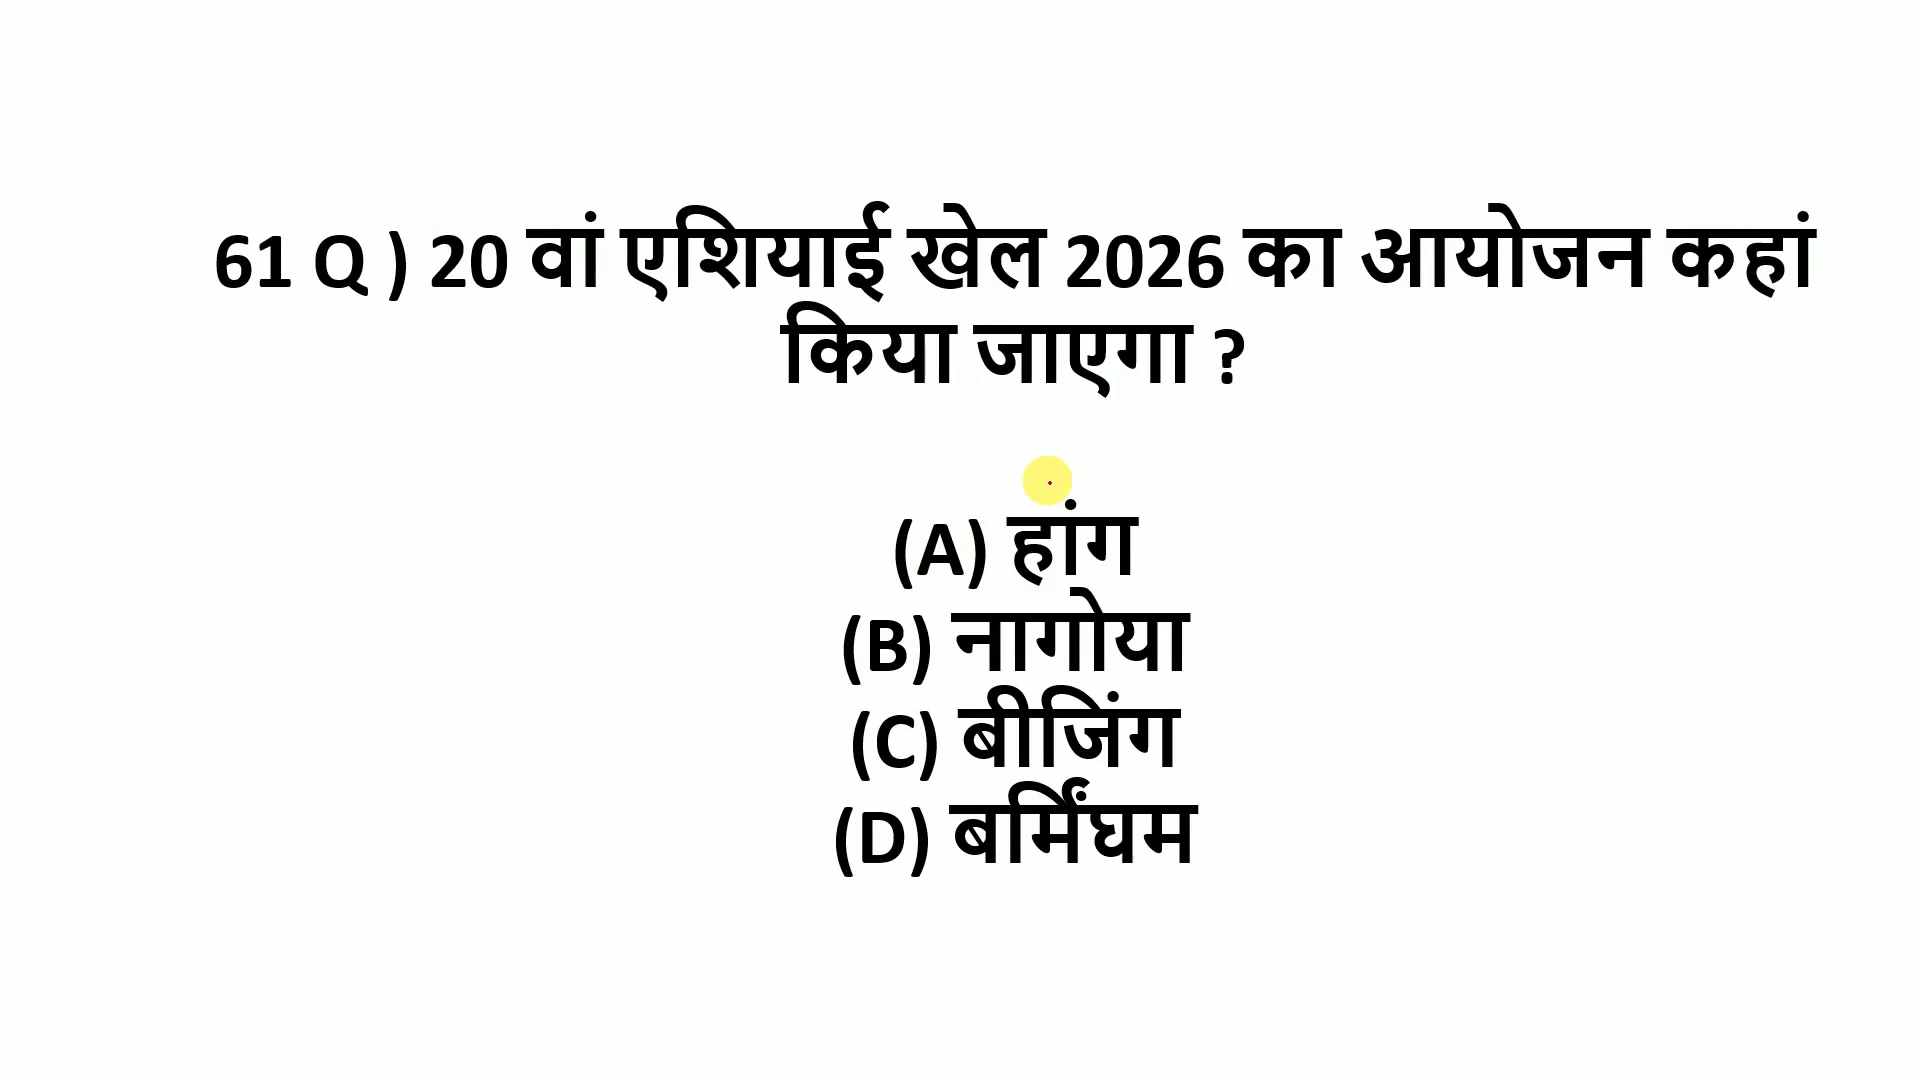 61 Q ) 20 वां एशियाई खेल 2026 का आयोजन कहां
किया जाएगा ?
(A) हांग
(B) नागोया
(C) बीजिंग
(D) बर्मिंघम